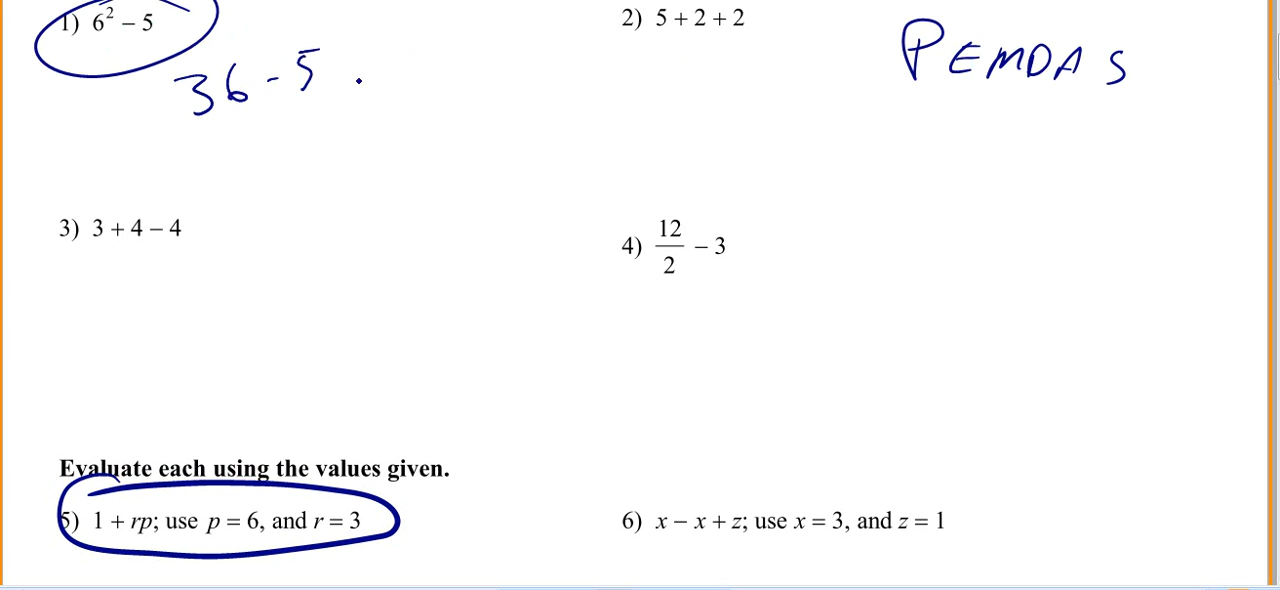 1) 6² – 5
2) 5 + 2 + 2
PEMDAS
36 - 5 .
3) 3 + 4 – 4
4) 12/2 – 3
Evaluate each using the values given.
5) 1 + rp; use p = 6, and r = 3
6) x – x + z; use x = 3, and z = 1